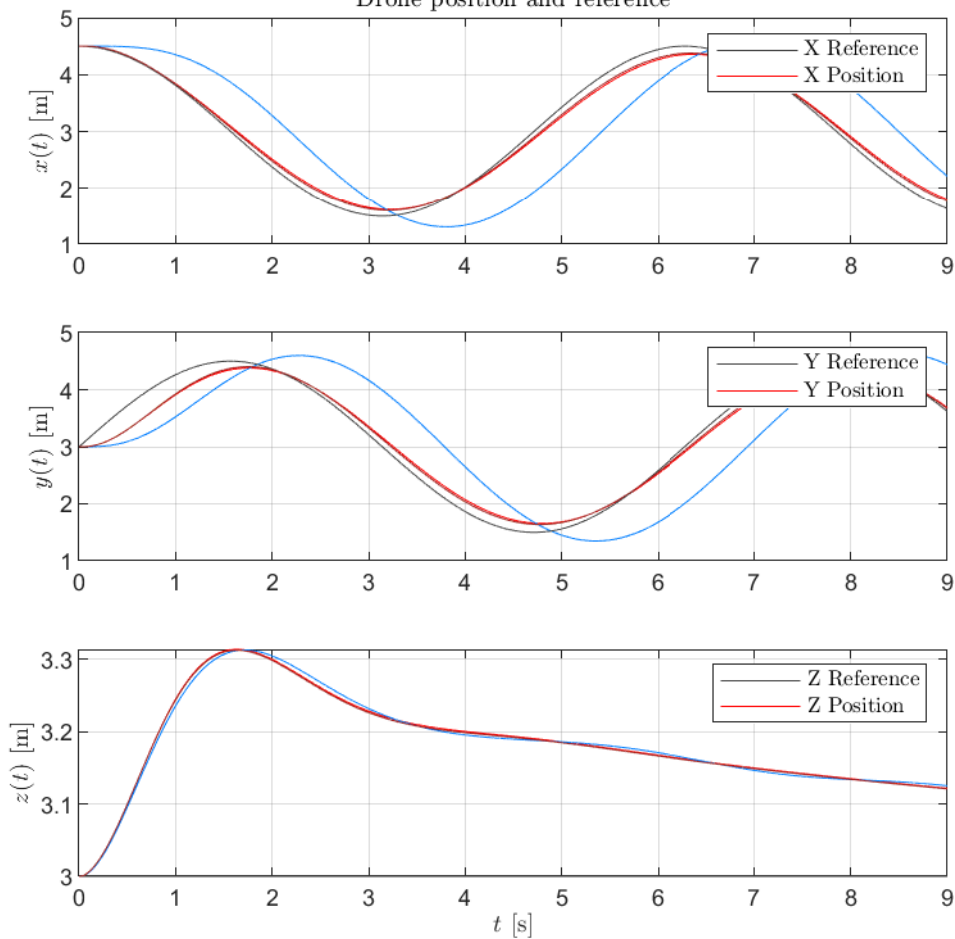 Drone position and reference
5
4
3
2
1
x(t) [m]
X Reference
X Position
0 1 2 3 4 5 6 7 8 9
5
4
3
2
1
y(t) [m]
Y Reference
Y Position
0 1 2 3 4 5 6 7 8 9
3.3
3.2
3.1
3
z(t) [m]
Z Reference
Z Position
0 1 2 3 4 5 6 7 8 9
t [s]